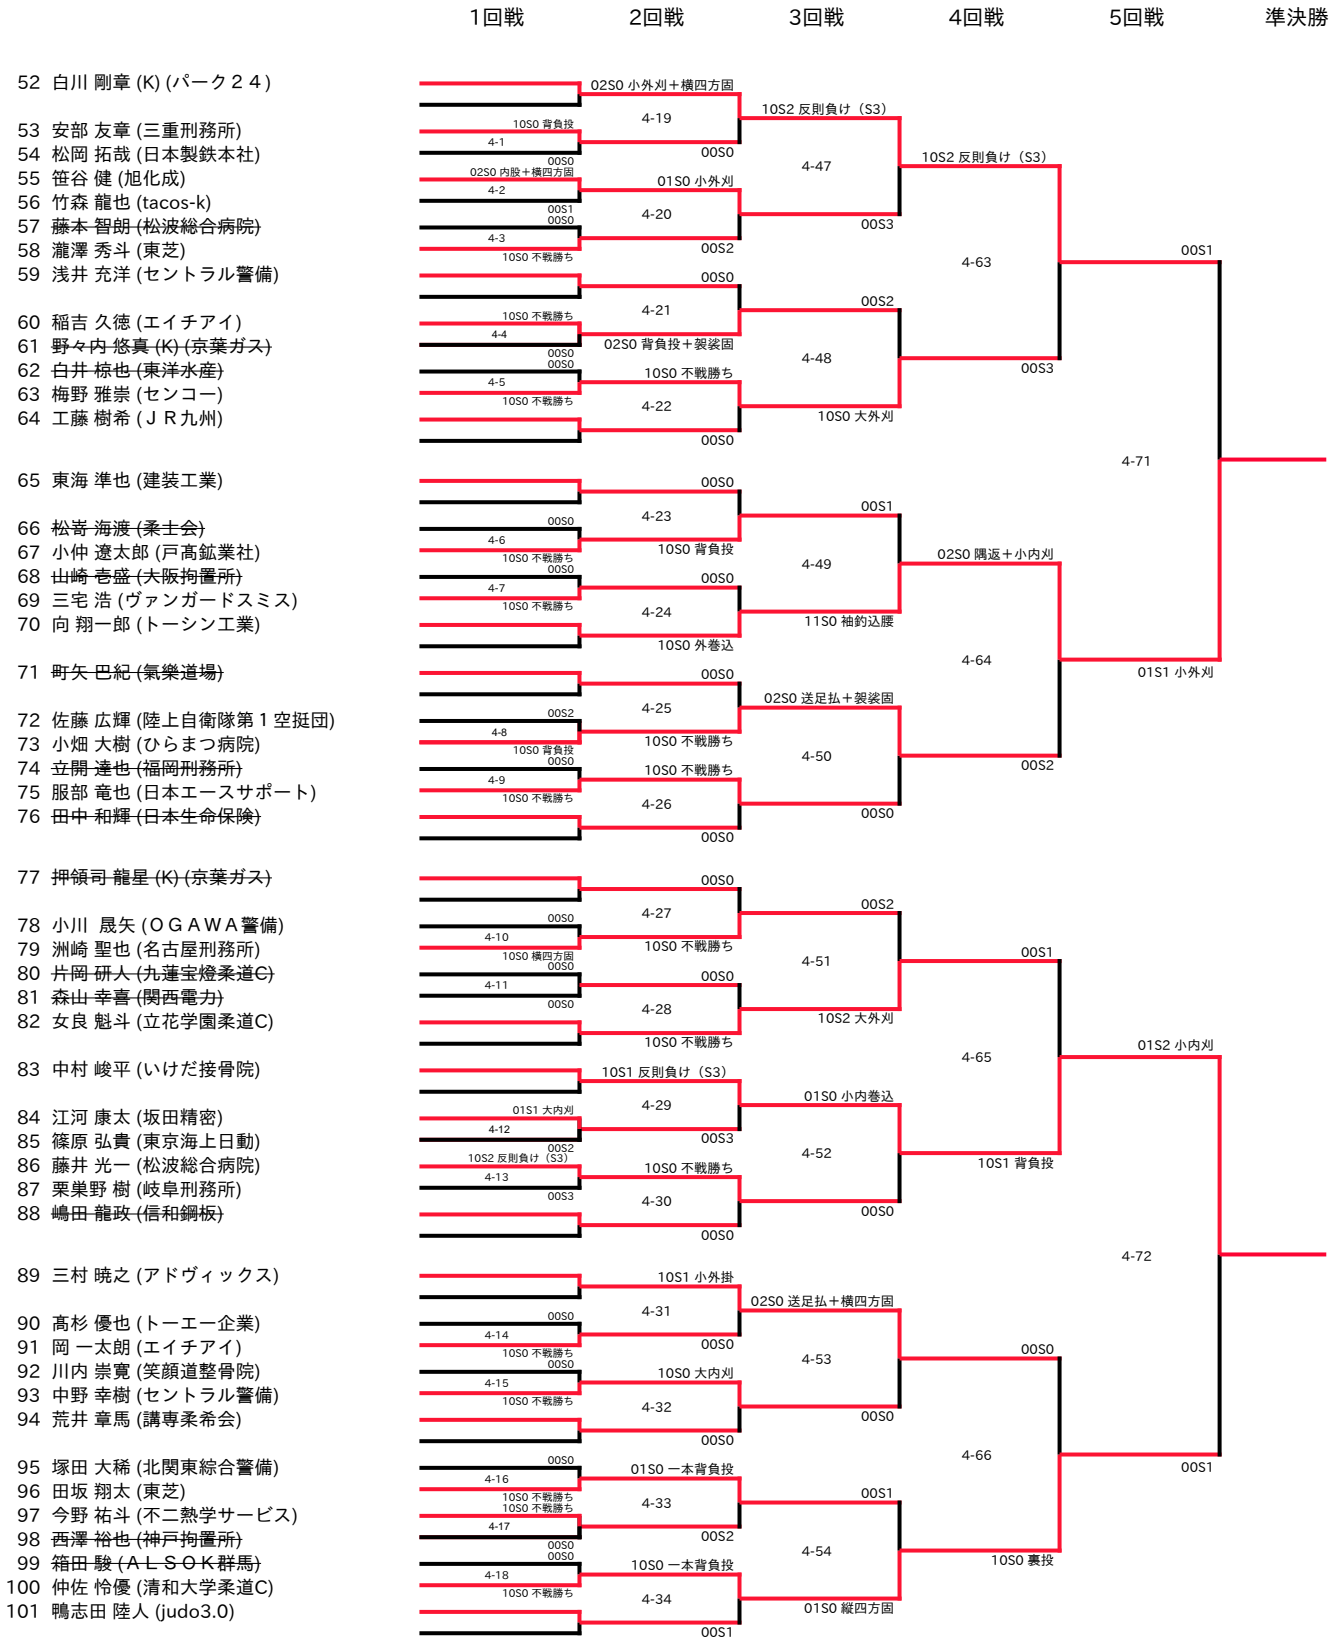 1回戦 2回戦 3回戦 4回戦 5回戦 準決勝
52 白川 剛章 (K) (パーク２４)
53 安部 友章 (三重刑務所)
54 松岡 拓哉 (日本製鉄本社)
55 笹谷 健 (旭化成)
56 竹森 龍也 (tacos-k)
57 藤本 智朗 (松波総合病院)
58 瀧澤 秀斗 (東芝)
59 浅井 充洋 (セントラル警備)
60 稲吉 久徳 (エイチアイ)
61 野々内 悠真 (K) (京葉ガス)
62 白井 椋也 (東洋水産)
63 梅野 雅崇 (センコー)
64 工藤 樹希 (ＪＲ九州)
65 東海 準也 (建装工業)
66 松嵜 海渡 (柔士会)
67 小仲 遼太郎 (戸髙鉱業社)
68 山崎 壱盛 (大阪拘置所)
69 三宅 浩 (ヴァンガードスミス)
70 向 翔一郎 (トーシン工業)
71 町矢 巴紀 (氣樂道場)
72 佐藤 広輝 (陸上自衛隊第１空挺団)
73 小畑 大樹 (ひらまつ病院)
74 立開 達也 (福岡刑務所)
75 服部 竜也 (日本エースサポート)
76 田中 和輝 (日本生命保険)
77 押領司 龍星 (K) (京葉ガス)
78 小川 晟矢 (ＯＧＡＷＡ警備)
79 洲崎 聖也 (名古屋刑務所)
80 片岡 研人 (九蓮宝燈柔道C)
81 森山 幸喜 (関西電力)
82 女良 魁斗 (立花学園柔道C)
83 中村 峻平 (いけだ接骨院)
84 江河 康太 (坂田精密)
85 篠原 弘貴 (東京海上日動)
86 藤井 光一 (松波総合病院)
87 栗巣野 樹 (岐阜刑務所)
88 嶋田 龍政 (信和鋼板)
89 三村 暁之 (アドヴィックス)
90 髙杉 優也 (トーエー企業)
91 岡 一太朗 (エイチアイ)
92 川内 崇寛 (笑顔道整骨院)
93 中野 幸樹 (セントラル警備)
94 荒井 章馬 (講専柔希会)
95 塚田 大稀 (北関東綜合警備)
96 田坂 翔太 (東芝)
97 今野 祐斗 (不二熱学サービス)
98 西澤 裕也 (神戸拘置所)
99 箱田 駿 (ＡＬＳＯＫ群馬)
100 仲佐 怜優 (清和大学柔道C)
101 鴨志田 陸人 (judo3.0)
10S0 背負投
4-1
00S0
02S0 内股＋横四方固
4-2
00S1
00S0
4-3
10S0 不戦勝ち
10S0 不戦勝ち
4-4
00S0
00S0
4-5
10S0 不戦勝ち
00S0
4-6
10S0 不戦勝ち
00S0
4-7
10S0 不戦勝ち
00S2
4-8
10S0 背負投
00S0
4-9
10S0 不戦勝ち
00S0
4-10
10S0 横四方固
00S0
4-11
00S0
01S1 大内刈
4-12
00S2
10S2 反則負け（S3）
4-13
00S3
00S0
4-14
10S0 不戦勝ち
00S0
4-15
10S0 不戦勝ち
00S0
4-16
10S0 不戦勝ち
10S0 不戦勝ち
4-17
00S0
00S0
4-18
10S0 不戦勝ち
02S0 小外刈＋横四方固
4-19
00S0
01S0 小外刈
4-20
00S2
00S0
4-21
02S0 背負投＋袈裟固
10S0 不戦勝ち
4-22
00S0
00S0
4-23
10S0 背負投
00S0
4-24
10S0 外巻込
00S0
4-25
10S0 不戦勝ち
10S0 不戦勝ち
4-26
00S0
00S0
4-27
10S0 不戦勝ち
00S0
4-28
10S0 不戦勝ち
10S1 反則負け（S3）
4-29
00S3
10S0 不戦勝ち
4-30
00S0
10S1 小外掛
4-31
00S0
10S0 大内刈
4-32
00S0
01S0 一本背負投
4-33
00S2
10S0 一本背負投
4-34
00S1
10S2 反則負け（S3）
4-47
00S3
00S2
4-48
10S0 大外刈
00S1
4-49
11S0 袖釣込腰
02S0 送足払＋袈裟固
4-50
00S0
00S2
4-51
10S2 大外刈
01S0 小内巻込
4-52
00S0
02S0 送足払＋横四方固
4-53
00S0
00S1
4-54
01S0 縦四方固
10S2 反則負け（S3）
4-63
00S3
02S0 隅返＋小内刈
4-64
00S2
00S1
4-65
10S1 背負投
00S0
4-66
10S0 裏投
00S1
4-71
01S1 小外刈
01S2 小内刈
4-72
00S1